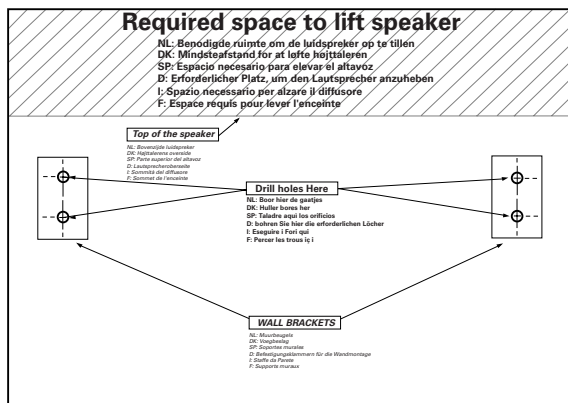 Required space to lift speaker
NL: Benodigde ruimte om de luidspreker op te tillen
DK: Mindsteafstand for at løfte højttaleren
SP: Espacio necesario para elevar el altavoz
D: Erforderlicher Platz, um den Lautsprecher anzuheben
I: Spazio necessario per alzare il diffusore
F: Espace requis pour lever l'enceinte
Top of the speaker
NL: Bovenzijde luidspreker
DK: Højttalerens overside
SP: Parte superior del altavoz
D: Lautsprecheroberseite
I: Sommità del diffusore
F: Sommet de l'enceinte
Drill holes Here
NL: Boor hier de gaatjes
DK: Huller bores her
SP: Taladre aqui los orificios
D: bohren Sie hier die erforderlichen Löcher
I: Eseguire i Fori qui
F: Percer les trous iç i
WALL BRACKETS
NL: Muurbeugels
DK: Vœgbeslag
SP: Soportes murales
D: Befestigungsklammern für die Wandmontage
I: Staffe da Parete
F: Supports muraux